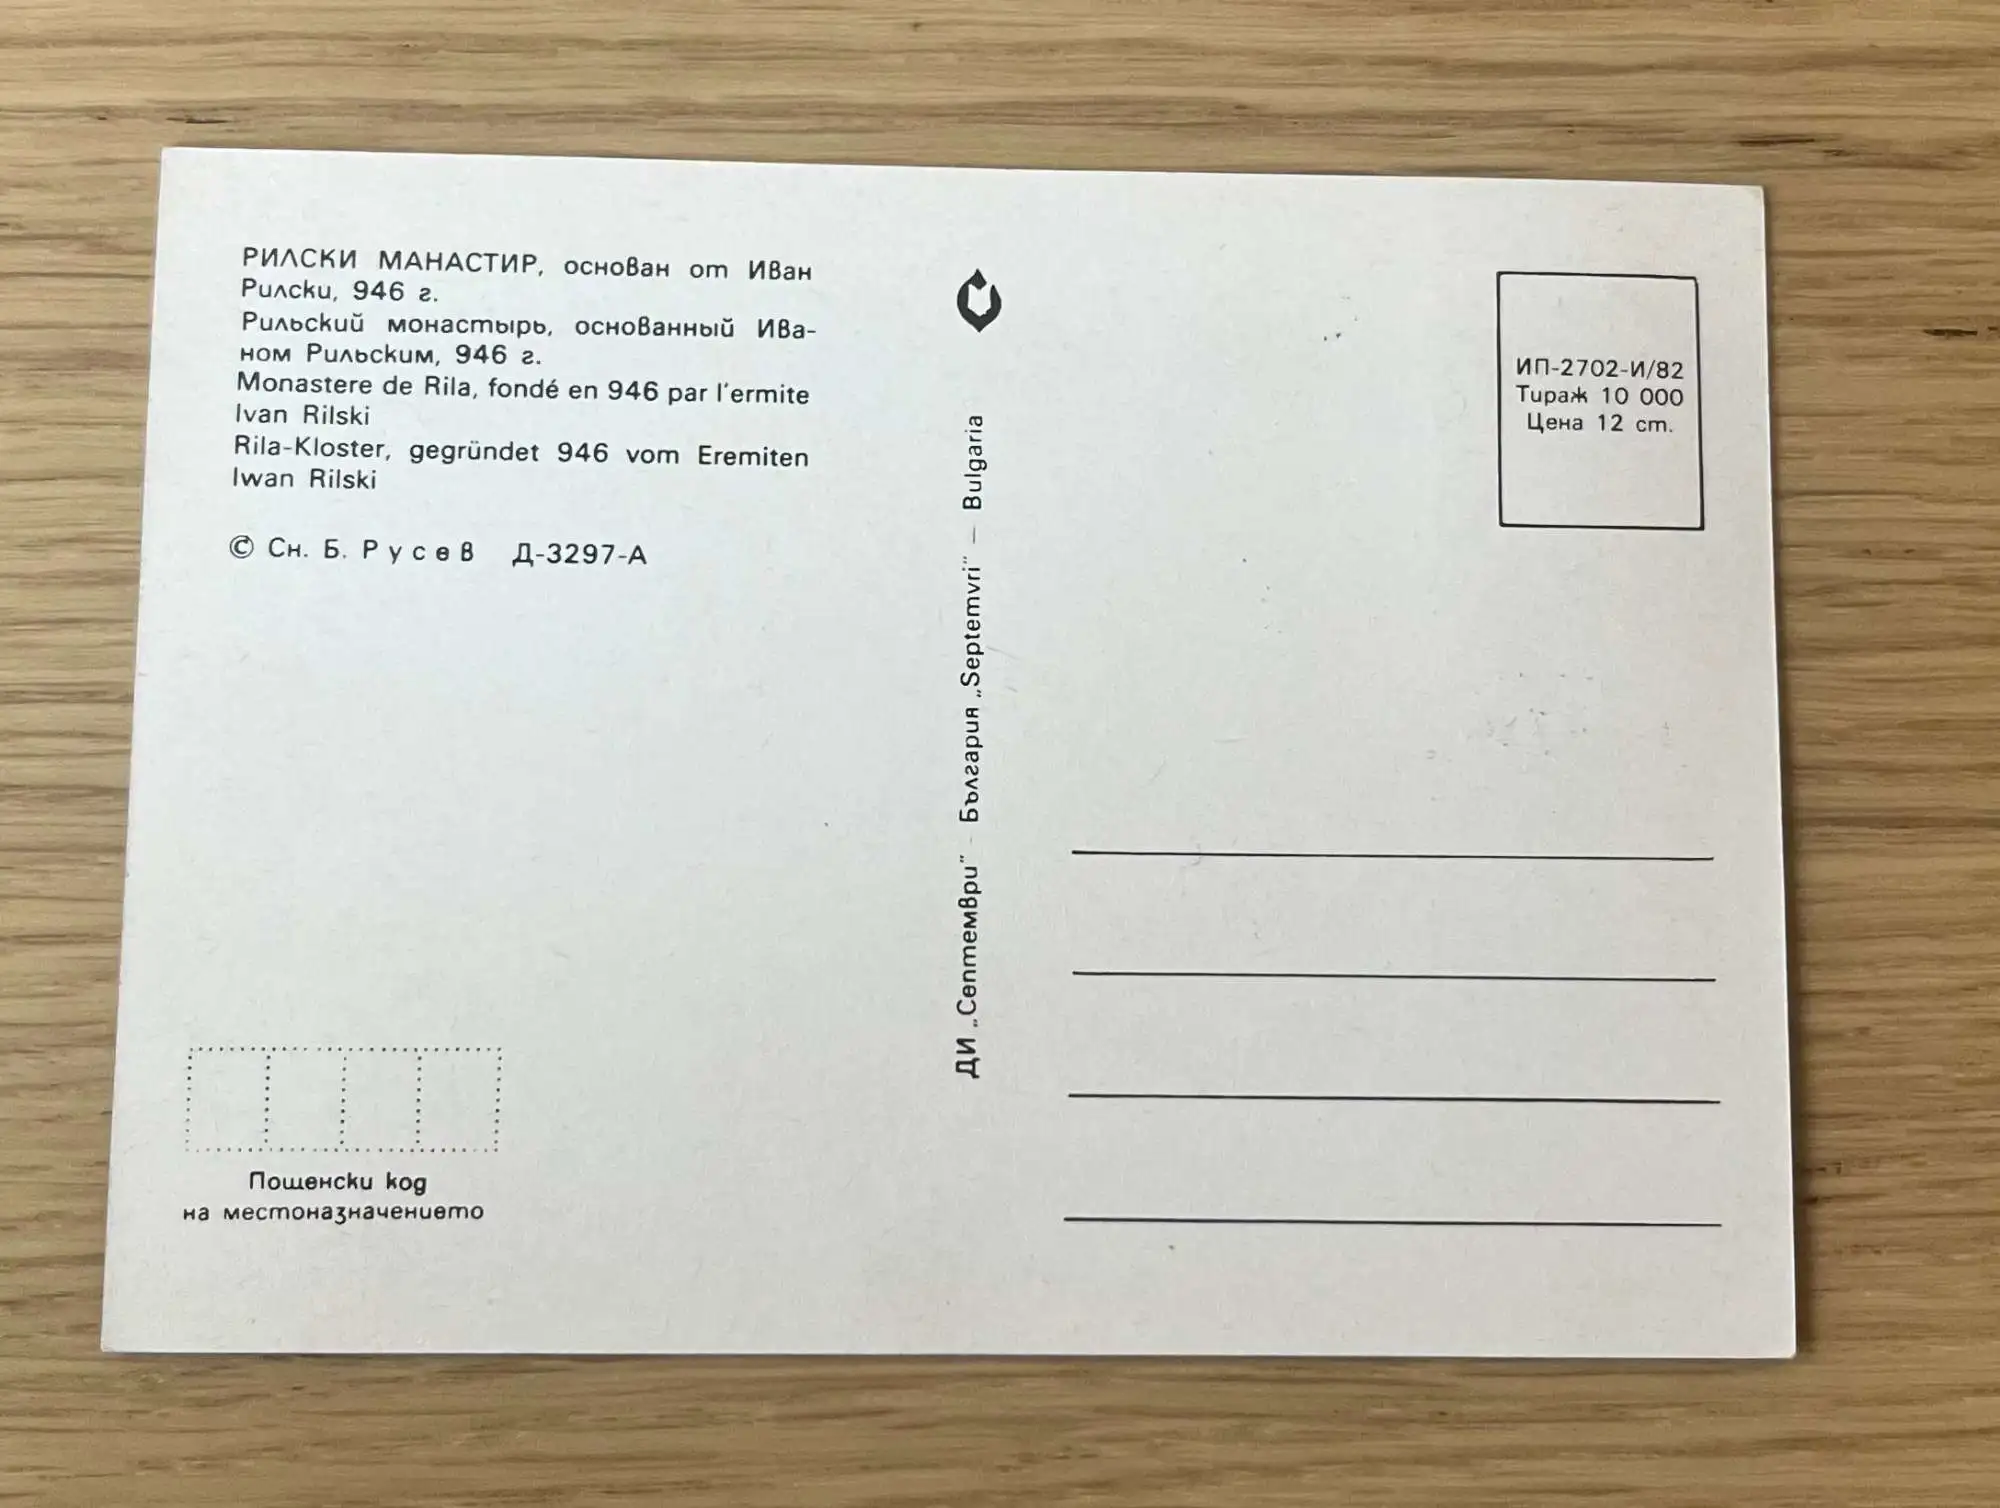 РИЛСКИ МАНАСТИР, основан от Иван
Рилски, 946 г.
Рильский монастырь, основанный Ива-
ном Рильским, 946 г.
Monastere de Rila, fondé en 946 par l'ermite
Ivan Rilski
Rila-Kloster, gegründet 946 vom Eremiten
Iwan Rilski
© Сн. Б. Русев Д-3297-А
Пощенски код
на местоназначението
ДИ „Септември" - България „Septemvri" — Bulgaria
ИП-2702-И/82
Тираж 10 000
Цена 12 ст.